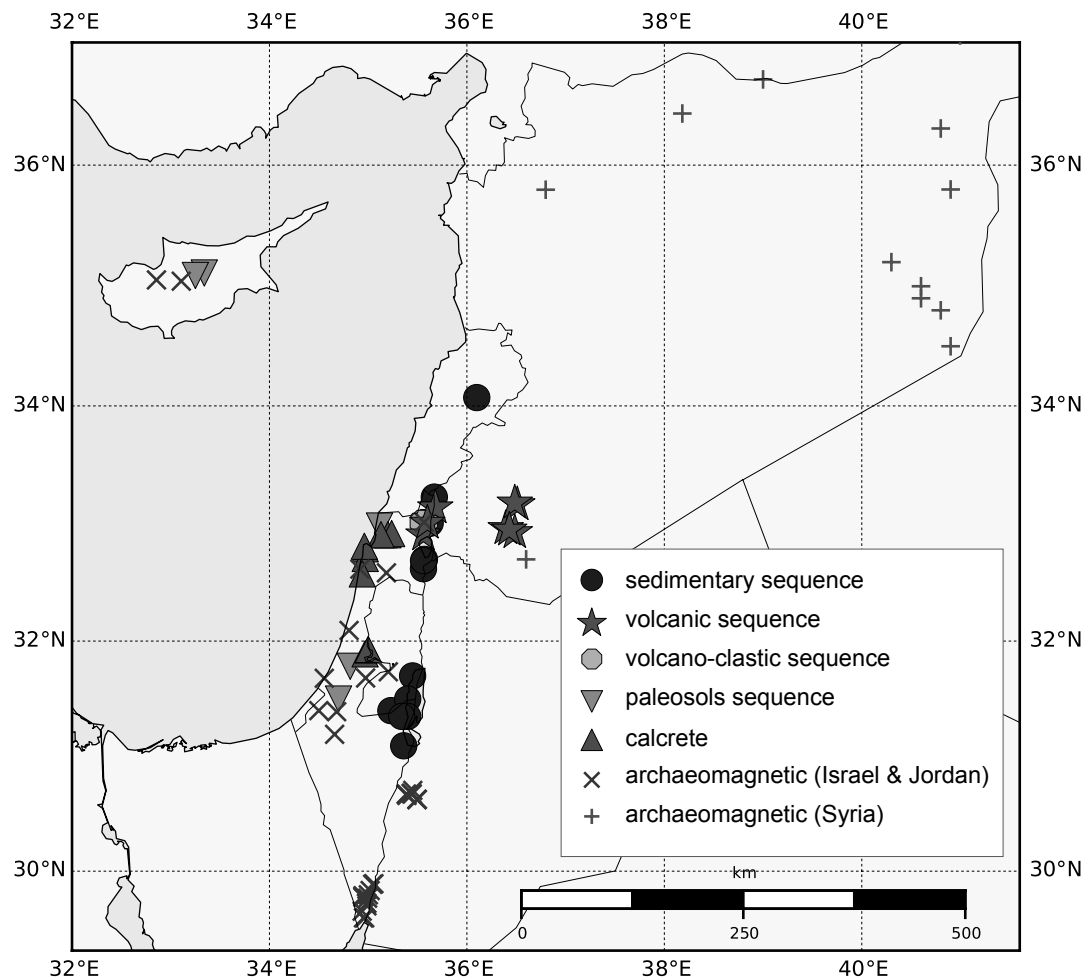 32°E 34°E 36°E 38°E 40°E
36°N 36°N
34°N 34°N
32°N 32°N
30°N 30°N
sedimentary sequence
volcanic sequence
volcano-clastic sequence
paleosols sequence
calcrete
archaeomagnetic (Israel & Jordan)
archaeomagnetic (Syria)
km
0 250 500
32°E 34°E 36°E 38°E 40°E